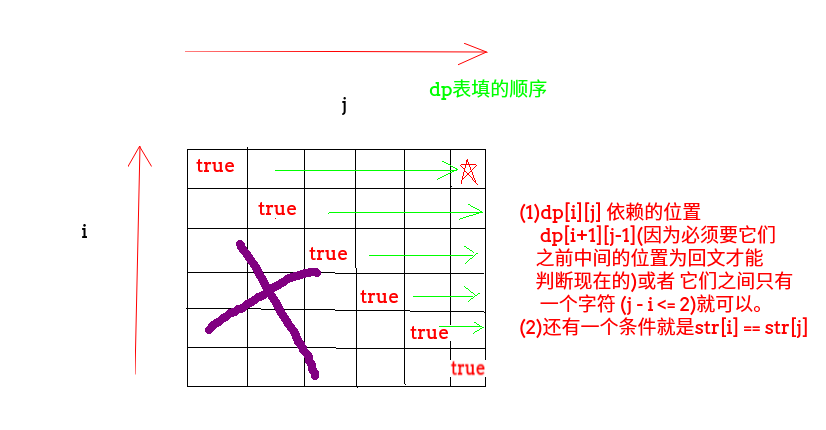 dp表填的顺序
j
i
true
true
true
true
true
true
(1)dp[i][j] 依赖的位置
dp[i+1][j-1](因为必须要它们
之前中间的位置为回文才能
判断现在的)或者 它们之间只有
一个字符 (j - i <= 2)就可以。
(2)还有一个条件就是str[i] == str[j]